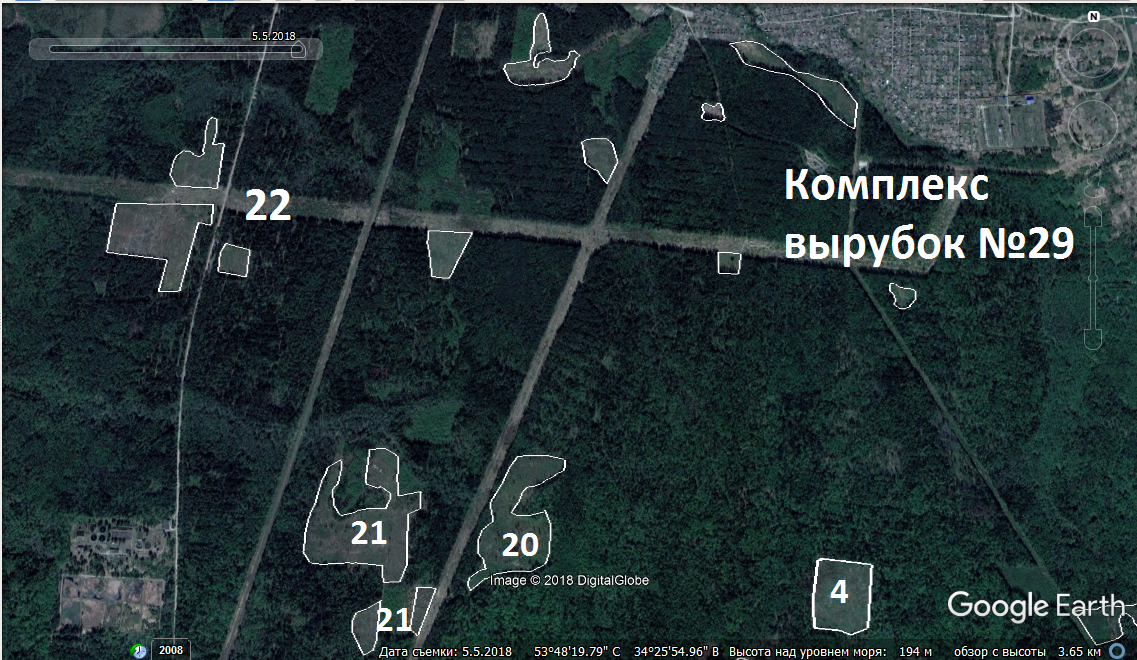 5.5.2018
N
22
Комплекс
вырубок №29
21
20
Image © 2018 DigitalGlobe
4
21
Google Earth
2008
Дата съемки: 5.5.2018 53°48'19.79" С 34°25'54.96" В Высота над уровнем моря: 194 м обзор с высоты 3.65 км